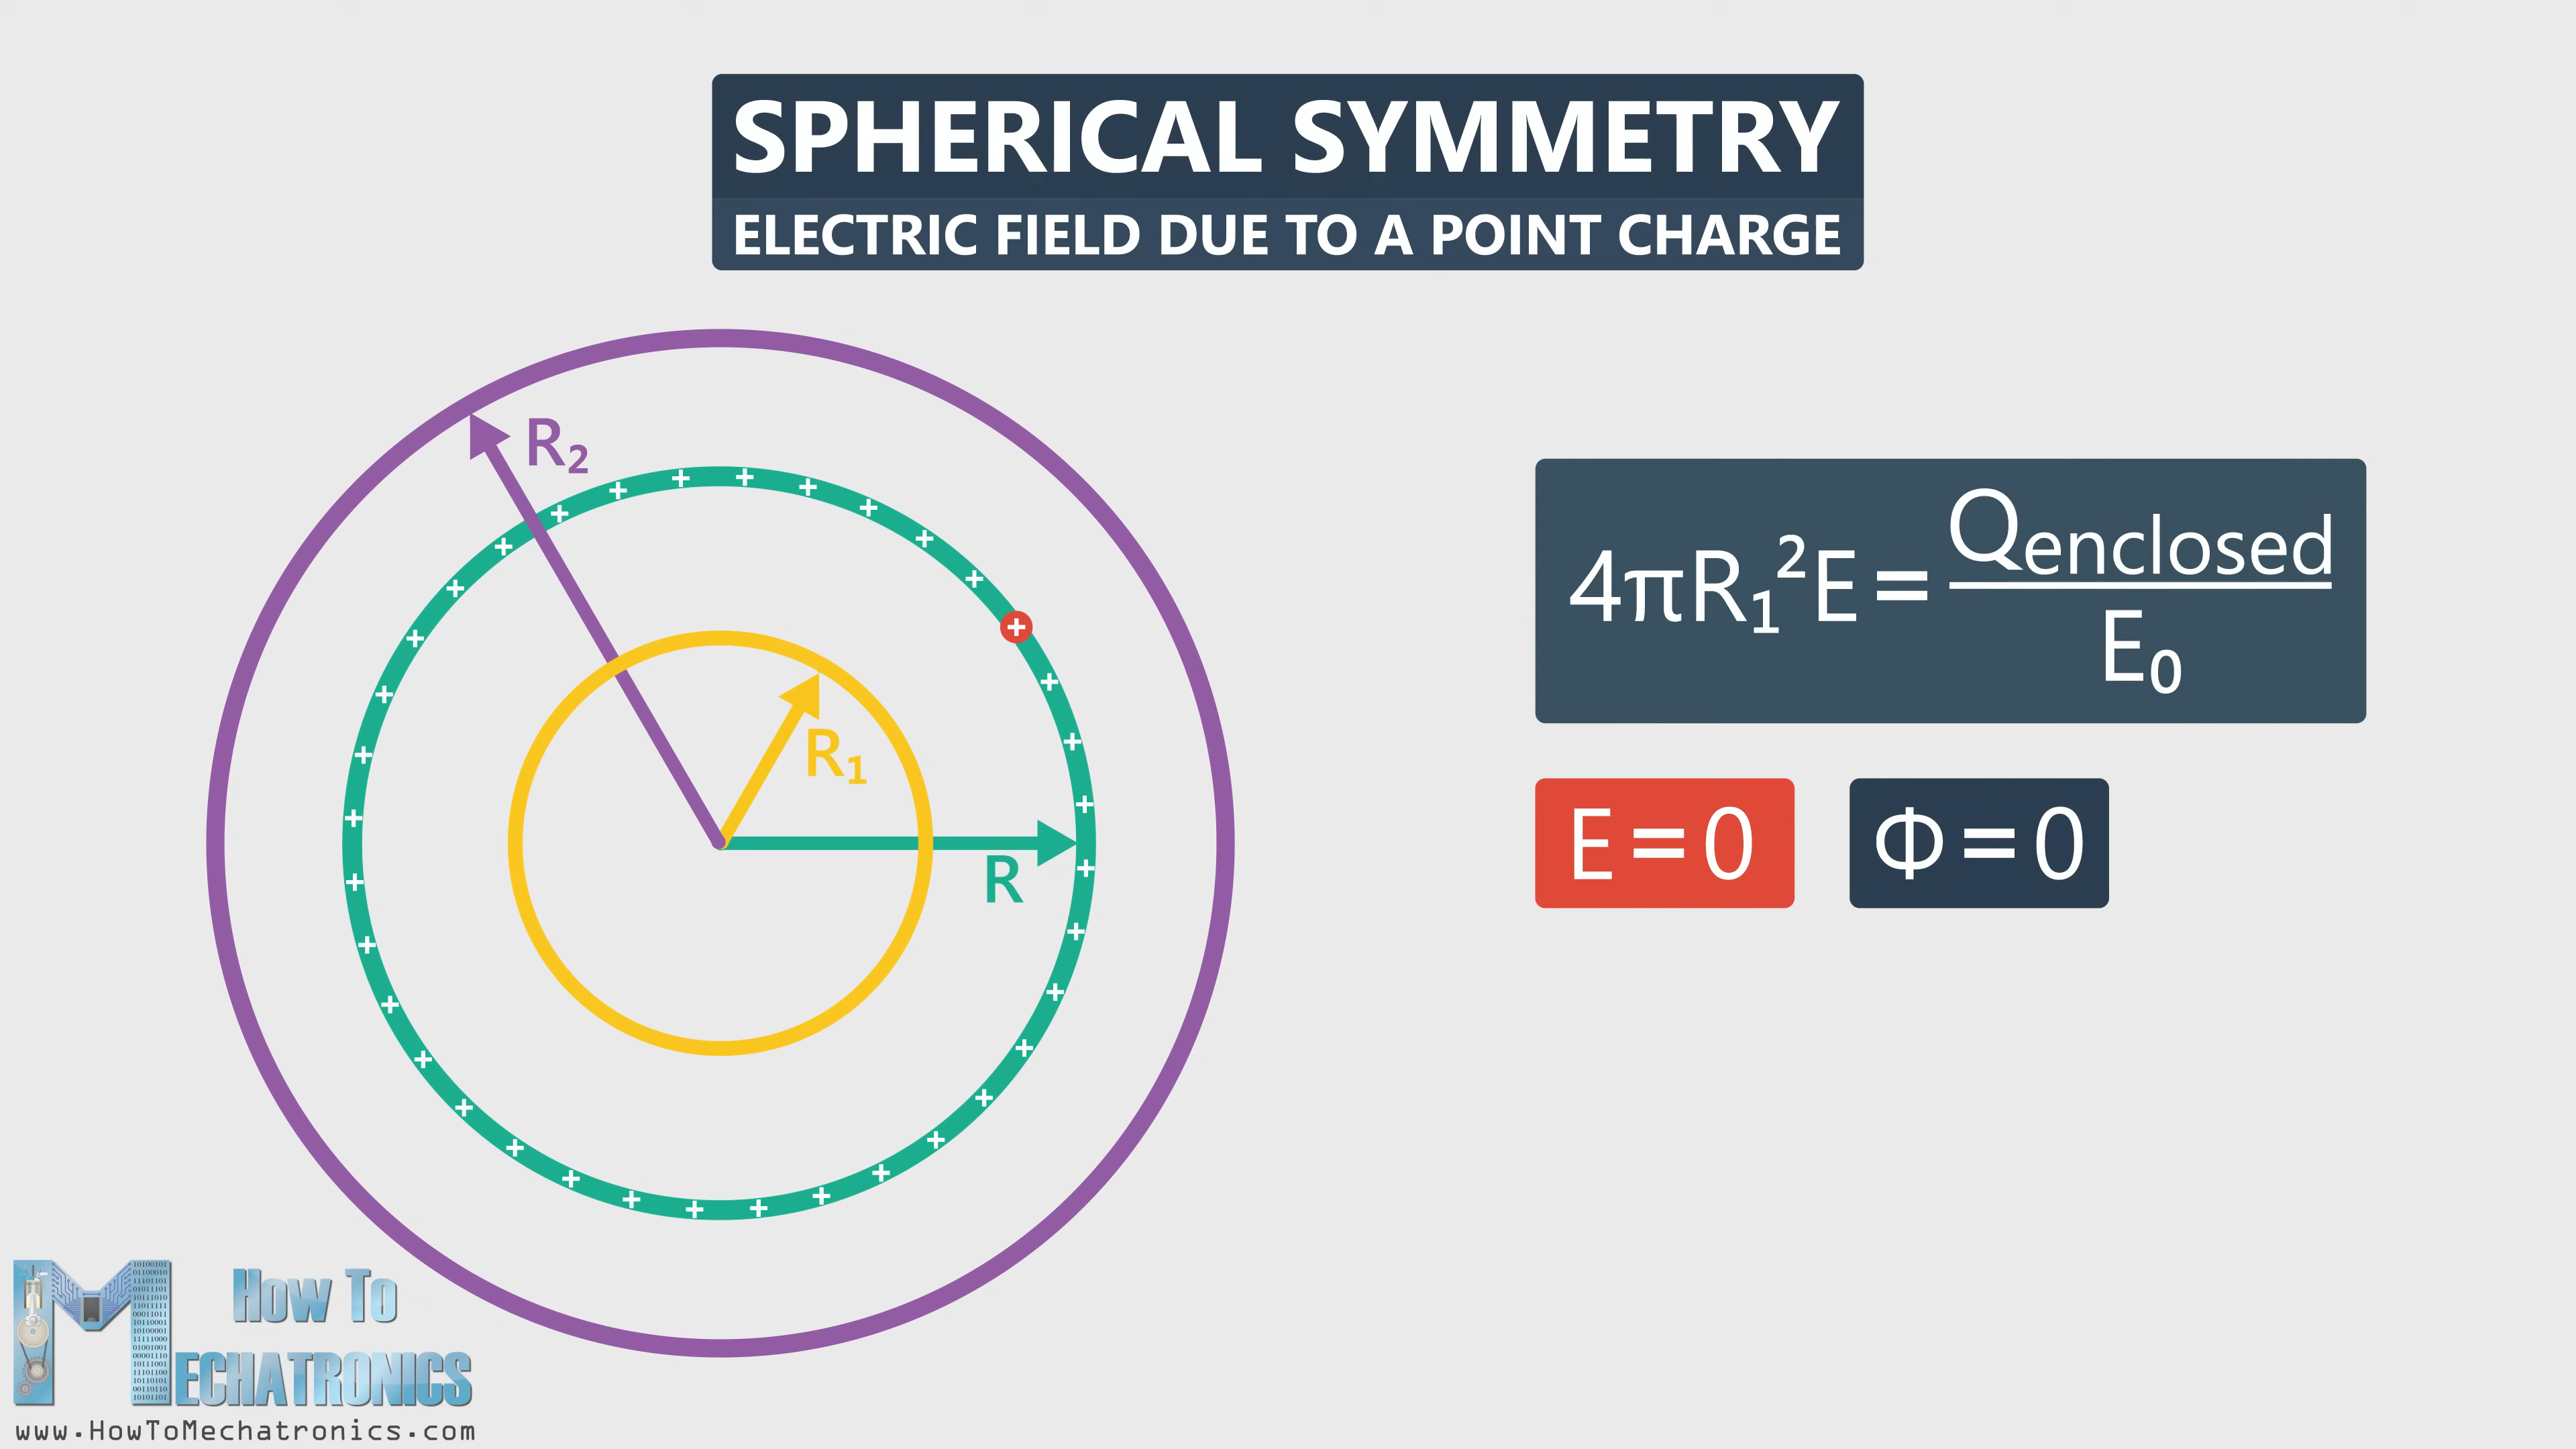 SPHERICAL SYMMETRY
ELECTRIC FIELD DUE TO A POINT CHARGE
R₂
R₁
R
4πR₁²E = Qenclosed / E₀
E = 0
Φ = 0
How To
MECHATRONICS
www.HowToMechatronics.com